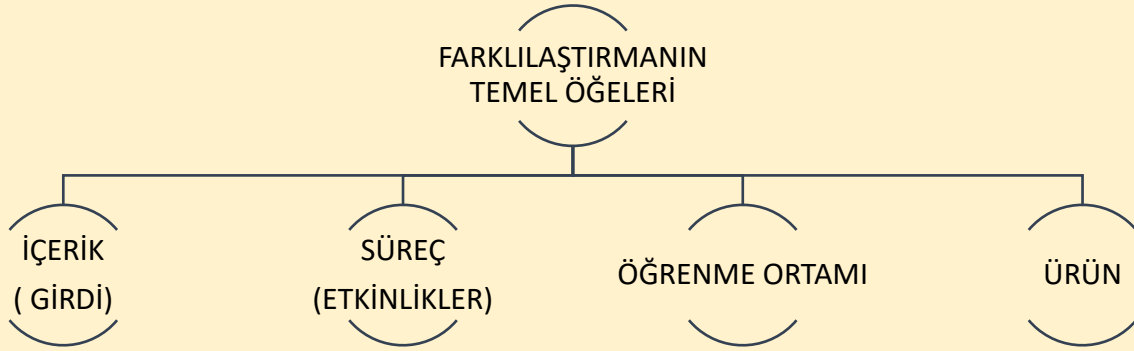 FARKLILAŞTIRMANIN
TEMEL ÖĞELERİ
İÇERİK
( GİRDİ)
SÜREÇ
(ETKİNLİKLER)
ÖĞRENME ORTAMI
ÜRÜN